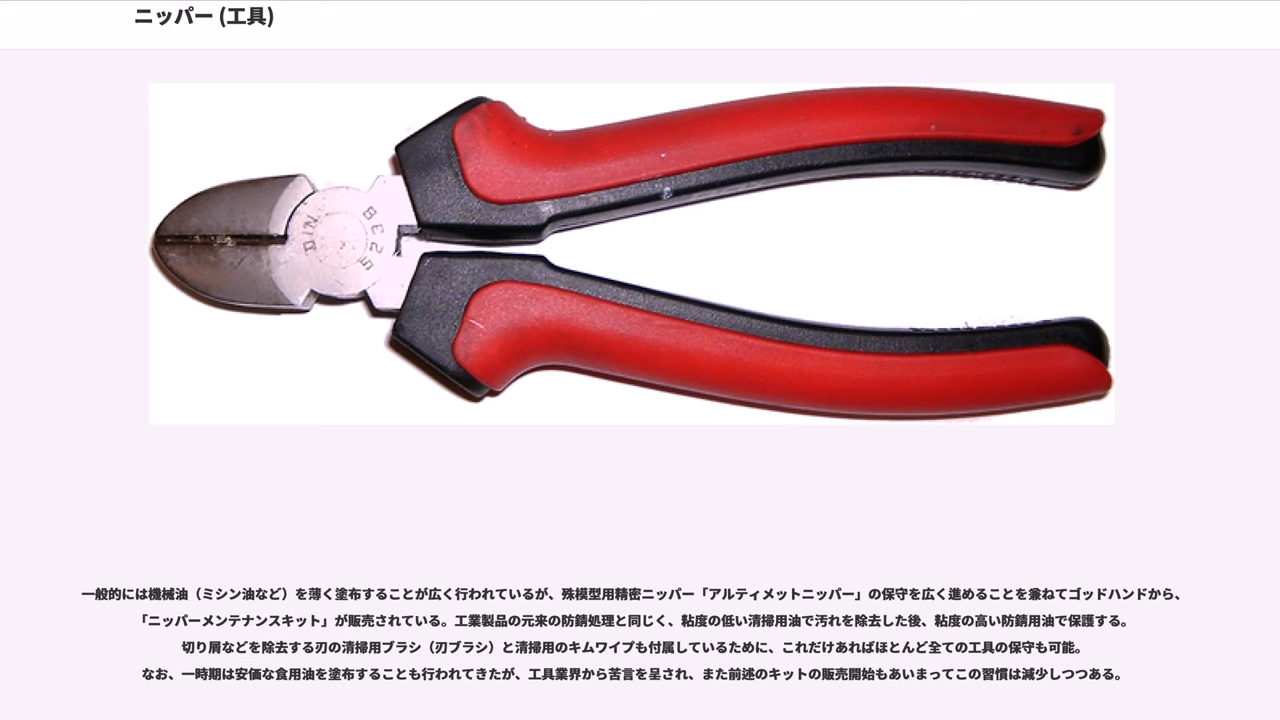 ニッパー (工具)
DIN
5238
一般的には機械油（ミシン油など）を薄く塗布することが広く行われているが、殊模型用精密ニッパー「アルティメットニッパー」の保守を広く進めることを兼ねてゴッドハンドから、
「ニッパーメンテナンスキット」が販売されている。工業製品の元来の防錆処理と同じく、粘度の低い清掃用油で汚れを除去した後、粘度の高い防錆用油で保護する。
切り屑などを除去する刃の清掃用ブラシ（刃ブラシ）と清掃用のキムワイプも付属しているために、これだけあればほとんど全ての工具の保守も可能。
なお、一時期は安価な食用油を塗布することも行われてきたが、工具業界から苦言を呈され、また前述のキットの販売開始もあいまってこの習慣は減少しつつある。